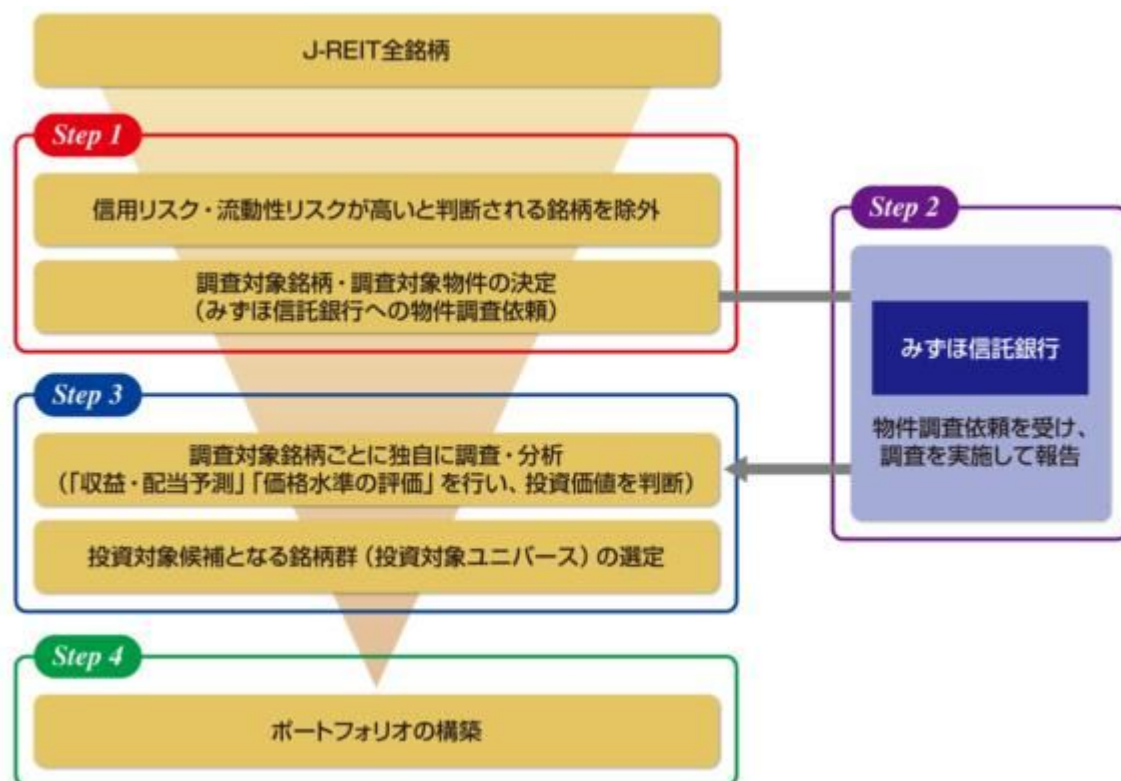 J-REIT全銘柄
Step 1
信用リスク・流動性リスクが高いと判断される銘柄を除外
調査対象銘柄・調査対象物件の決定
（みずほ信託銀行への物件調査依頼）
Step 2
みずほ信託銀行
物件調査依頼を受け、
調査を実施して報告
Step 3
調査対象銘柄ごとに独自に調査・分析
（「収益・配当予測」「価格水準の評価」を行い、投資価値を判断）
投資対象候補となる銘柄群（投資対象ユニバース）の選定
Step 4
ポートフォリオの構築